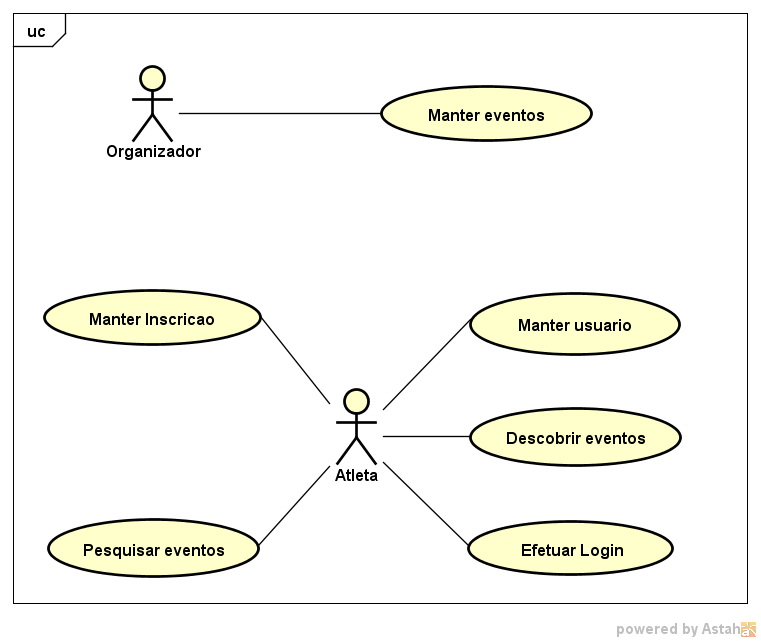 uc
Manter eventos
Organizador
Manter Inscricao
Manter usuario
Descobrir eventos
Atleta
Pesquisar eventos
Efetuar Login
powered by Astah